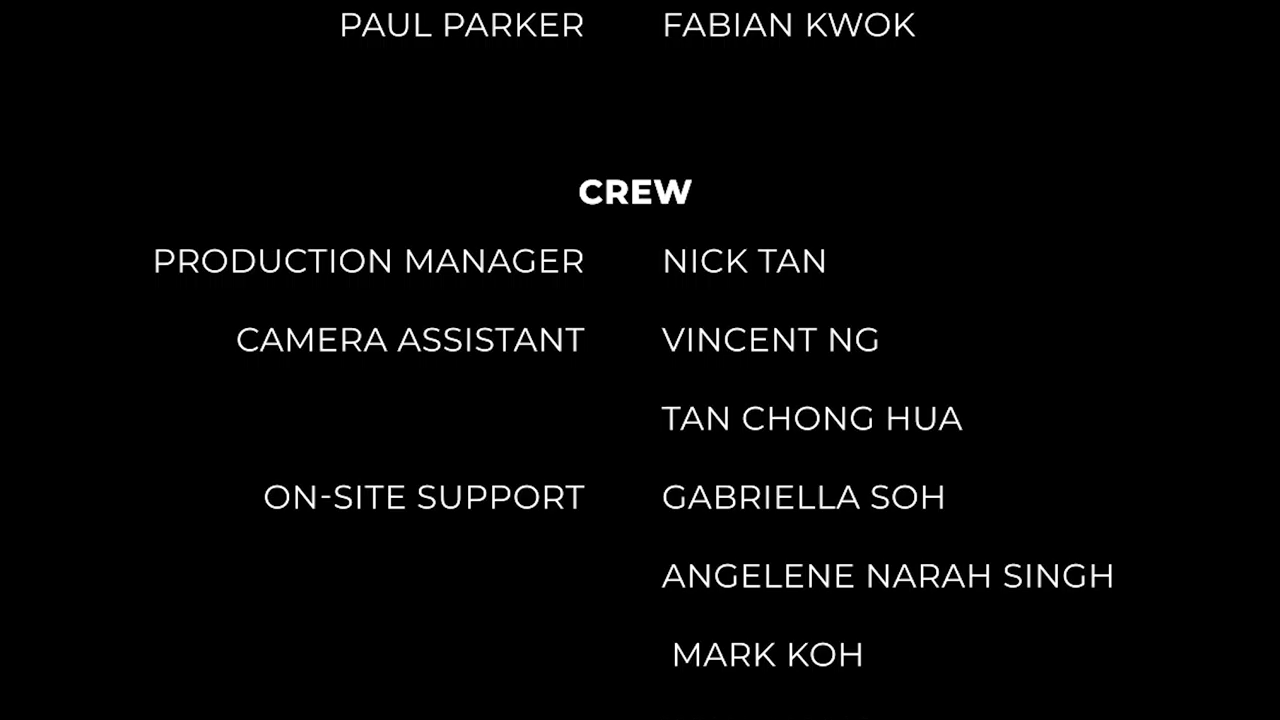 PAUL PARKER FABIAN KWOK
CREW
PRODUCTION MANAGER NICK TAN
CAMERA ASSISTANT VINCENT NG
TAN CHONG HUA
ON-SITE SUPPORT GABRIELLA SOH
ANGELENE NARAH SINGH
MARK KOH